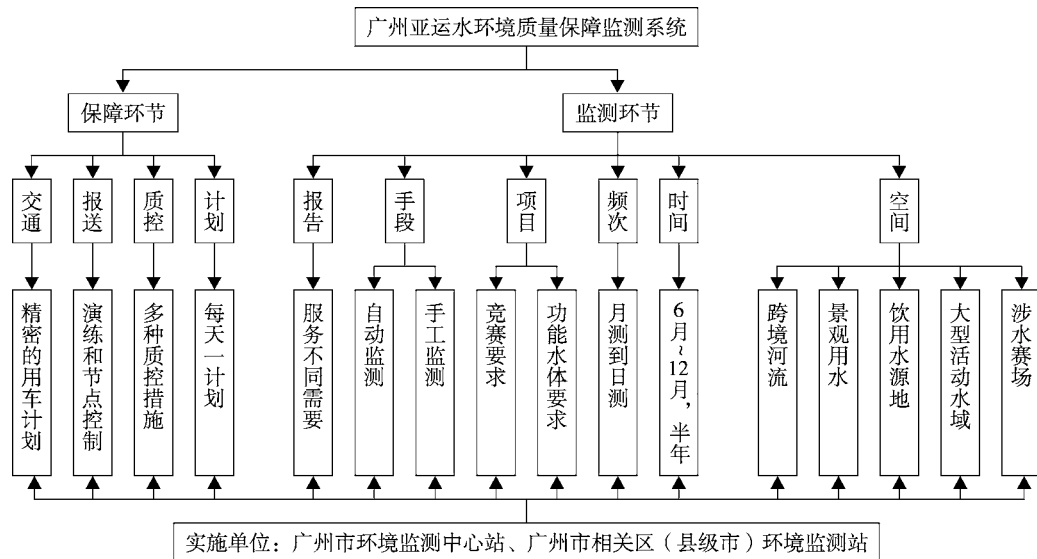 广州亚运水环境质量保障监测系统
保障环节
监测环节
交通
报送
质控
计划
报告
手段
项目
频次
时间
空间
精密的用车计划
演练和节点控制
多种质控措施
每天一计划
服务不同需要
自动监测
手工监测
竞赛要求
功能水体要求
月测到日测
6月~12月，半年
跨境河流
景观用水
饮用水源地
大型活动水域
涉水赛场
实施单位：广州市环境监测中心站、广州市相关区（县级市）环境监测站